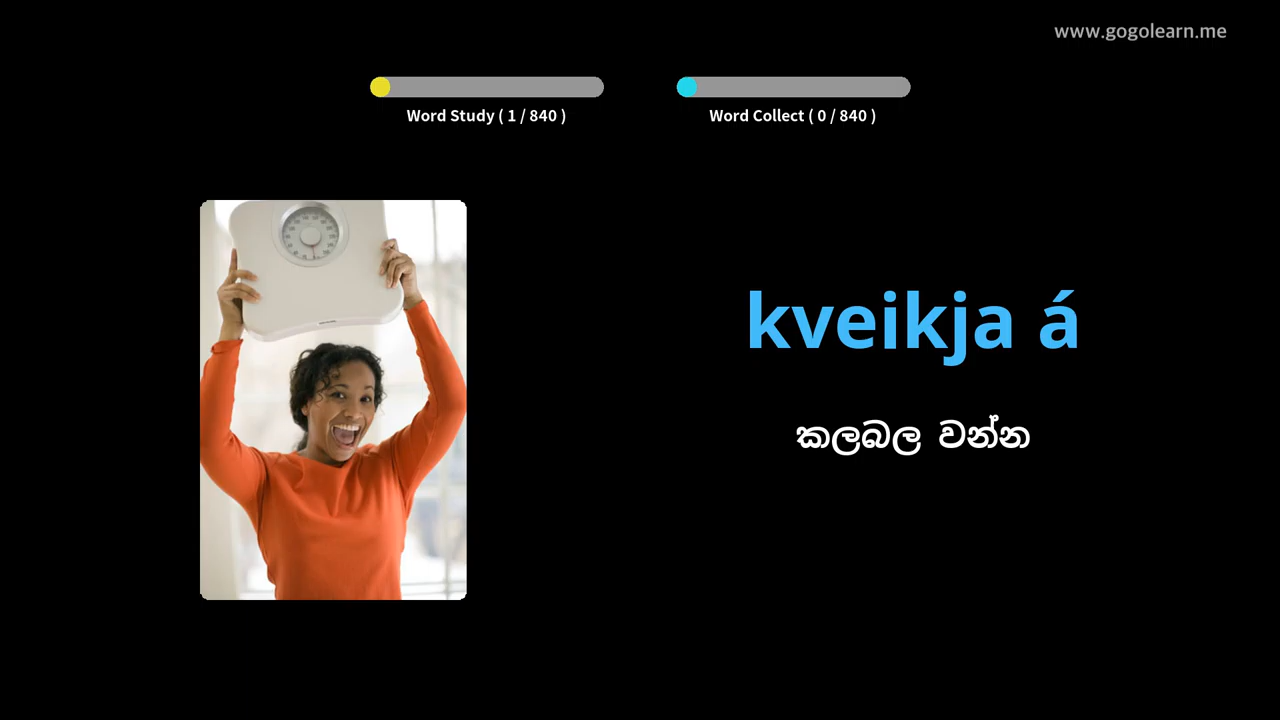 www.gogolearn.me
Word Study ( 1 / 840 )
Word Collect ( 0 / 840 )
kveikja á
කලබල වන්න